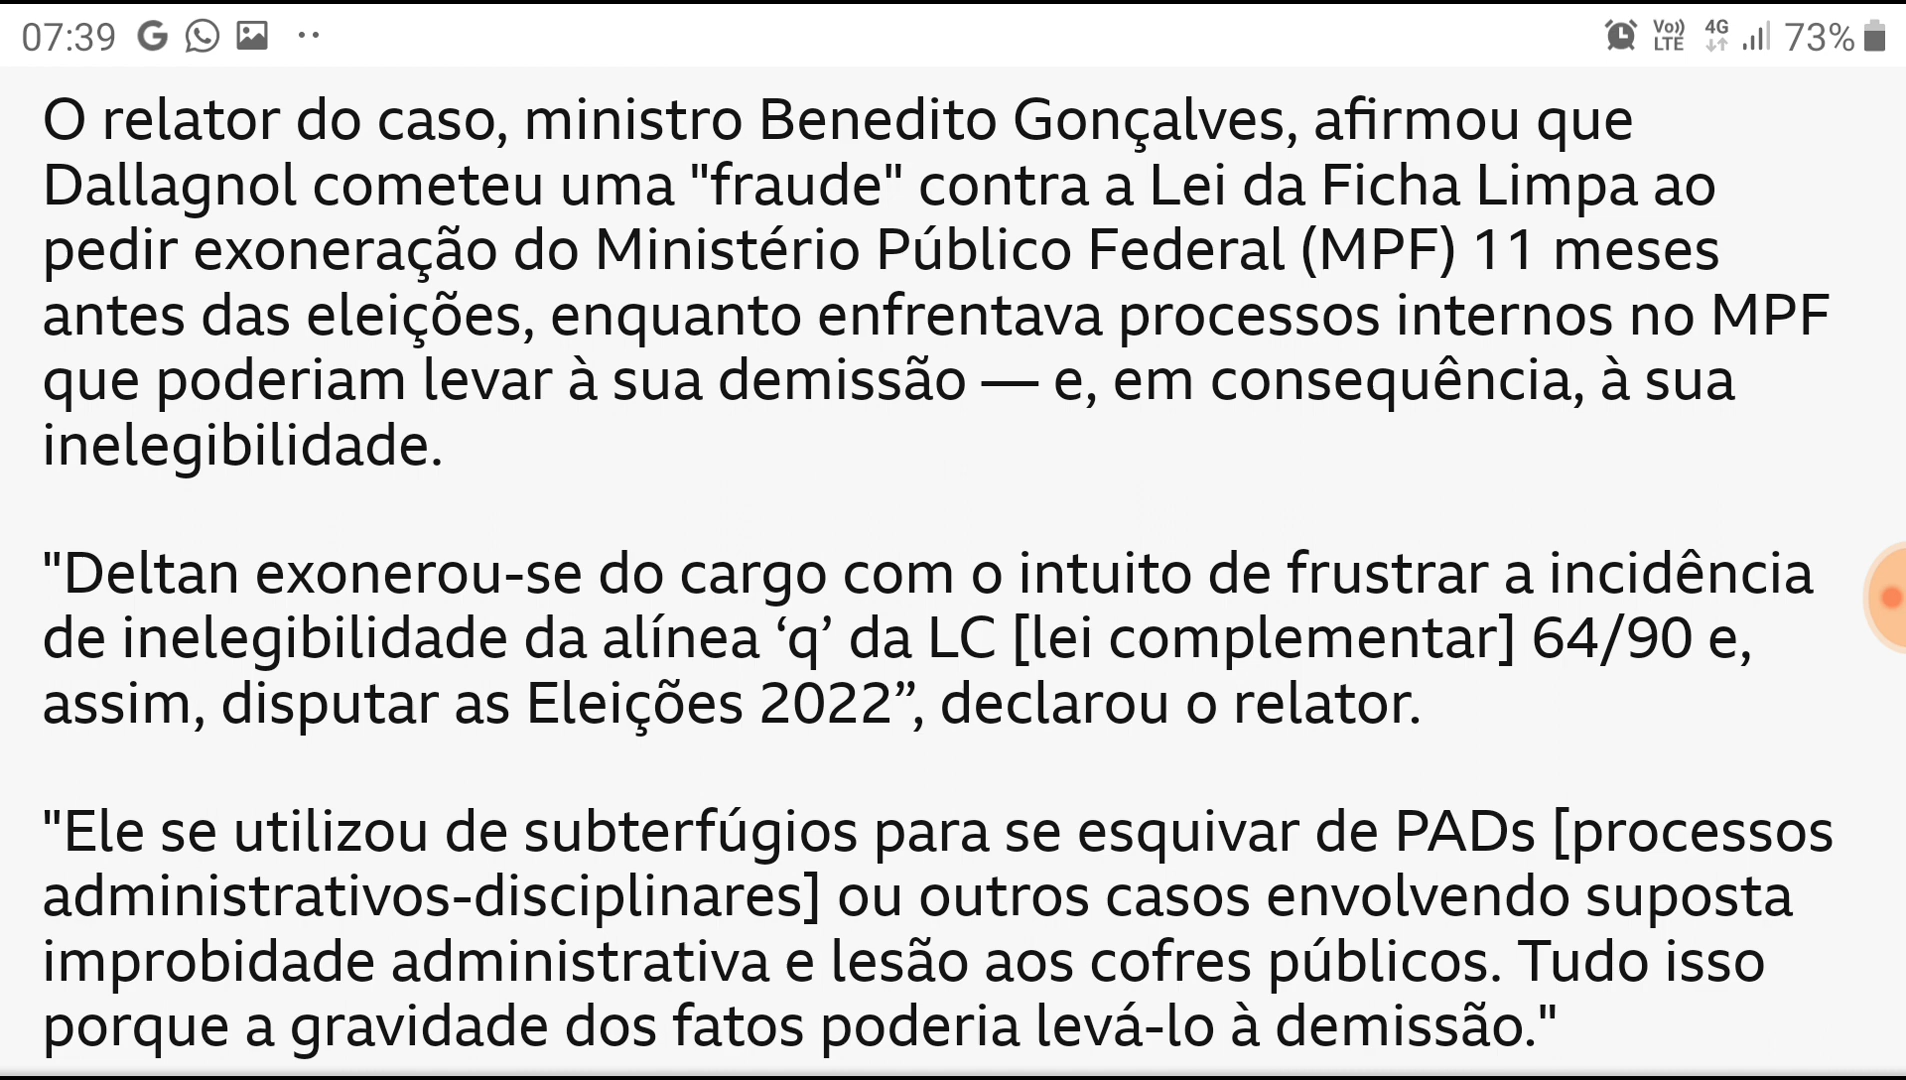 07:39 G Vo)) LTE 4G 73%
O relator do caso, ministro Benedito Gonçalves, afirmou que
Dallagnol cometeu uma "fraude" contra a Lei da Ficha Limpa ao
pedir exoneração do Ministério Público Federal (MPF) 11 meses
antes das eleições, enquanto enfrentava processos internos no MPF
que poderiam levar à sua demissão — e, em consequência, à sua
inelegibilidade.
"Deltan exonerou-se do cargo com o intuito de frustrar a incidência
de inelegibilidade da alínea ‘q’ da LC [lei complementar] 64/90 e,
assim, disputar as Eleições 2022”, declarou o relator.
"Ele se utilizou de subterfúgios para se esquivar de PADs [processos
administrativos-disciplinares] ou outros casos envolvendo suposta
improbidade administrativa e lesão aos cofres públicos. Tudo isso
porque a gravidade dos fatos poderia levá-lo à demissão."